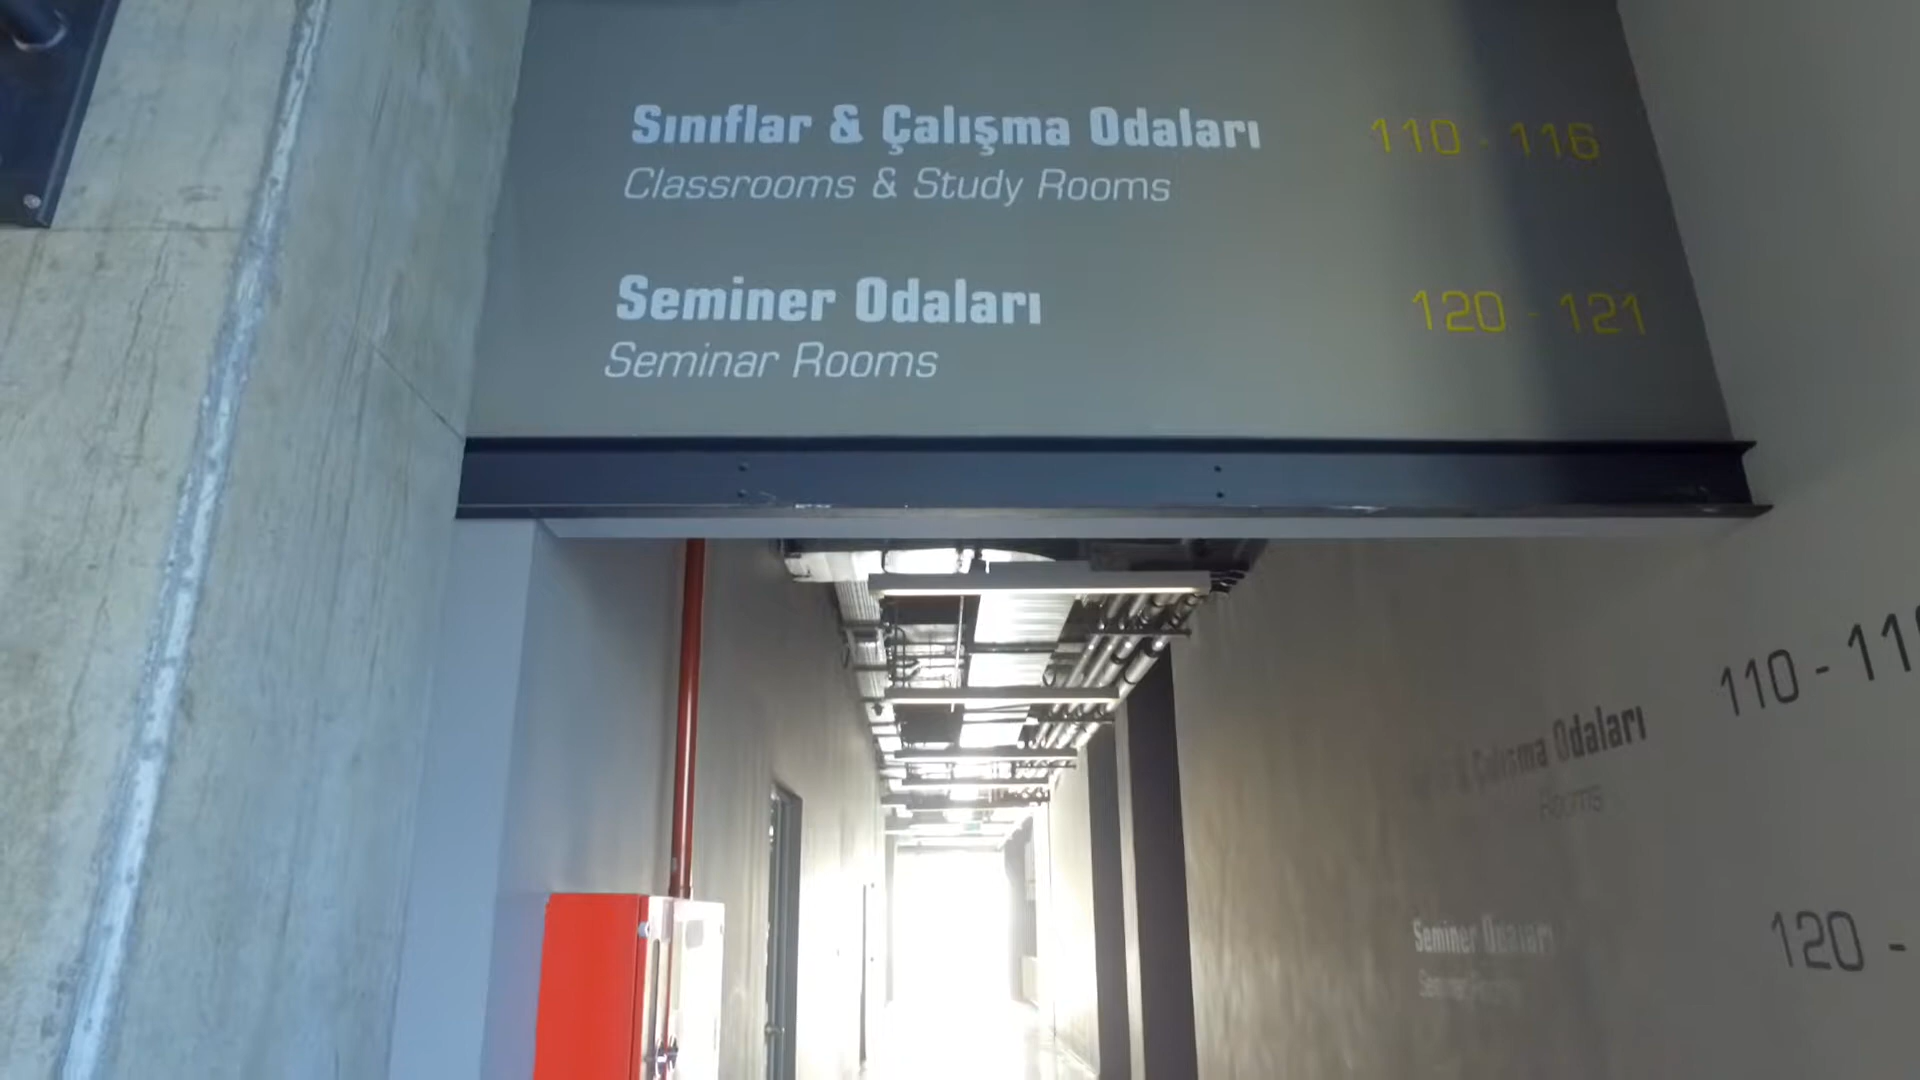 Sınıflar & Çalışma Odaları 110 - 116
Classrooms & Study Rooms
Seminer Odaları 120 - 121
Seminar Rooms
& Çalışma Odaları 110 -
Rooms
Seminer Odaları 120 -